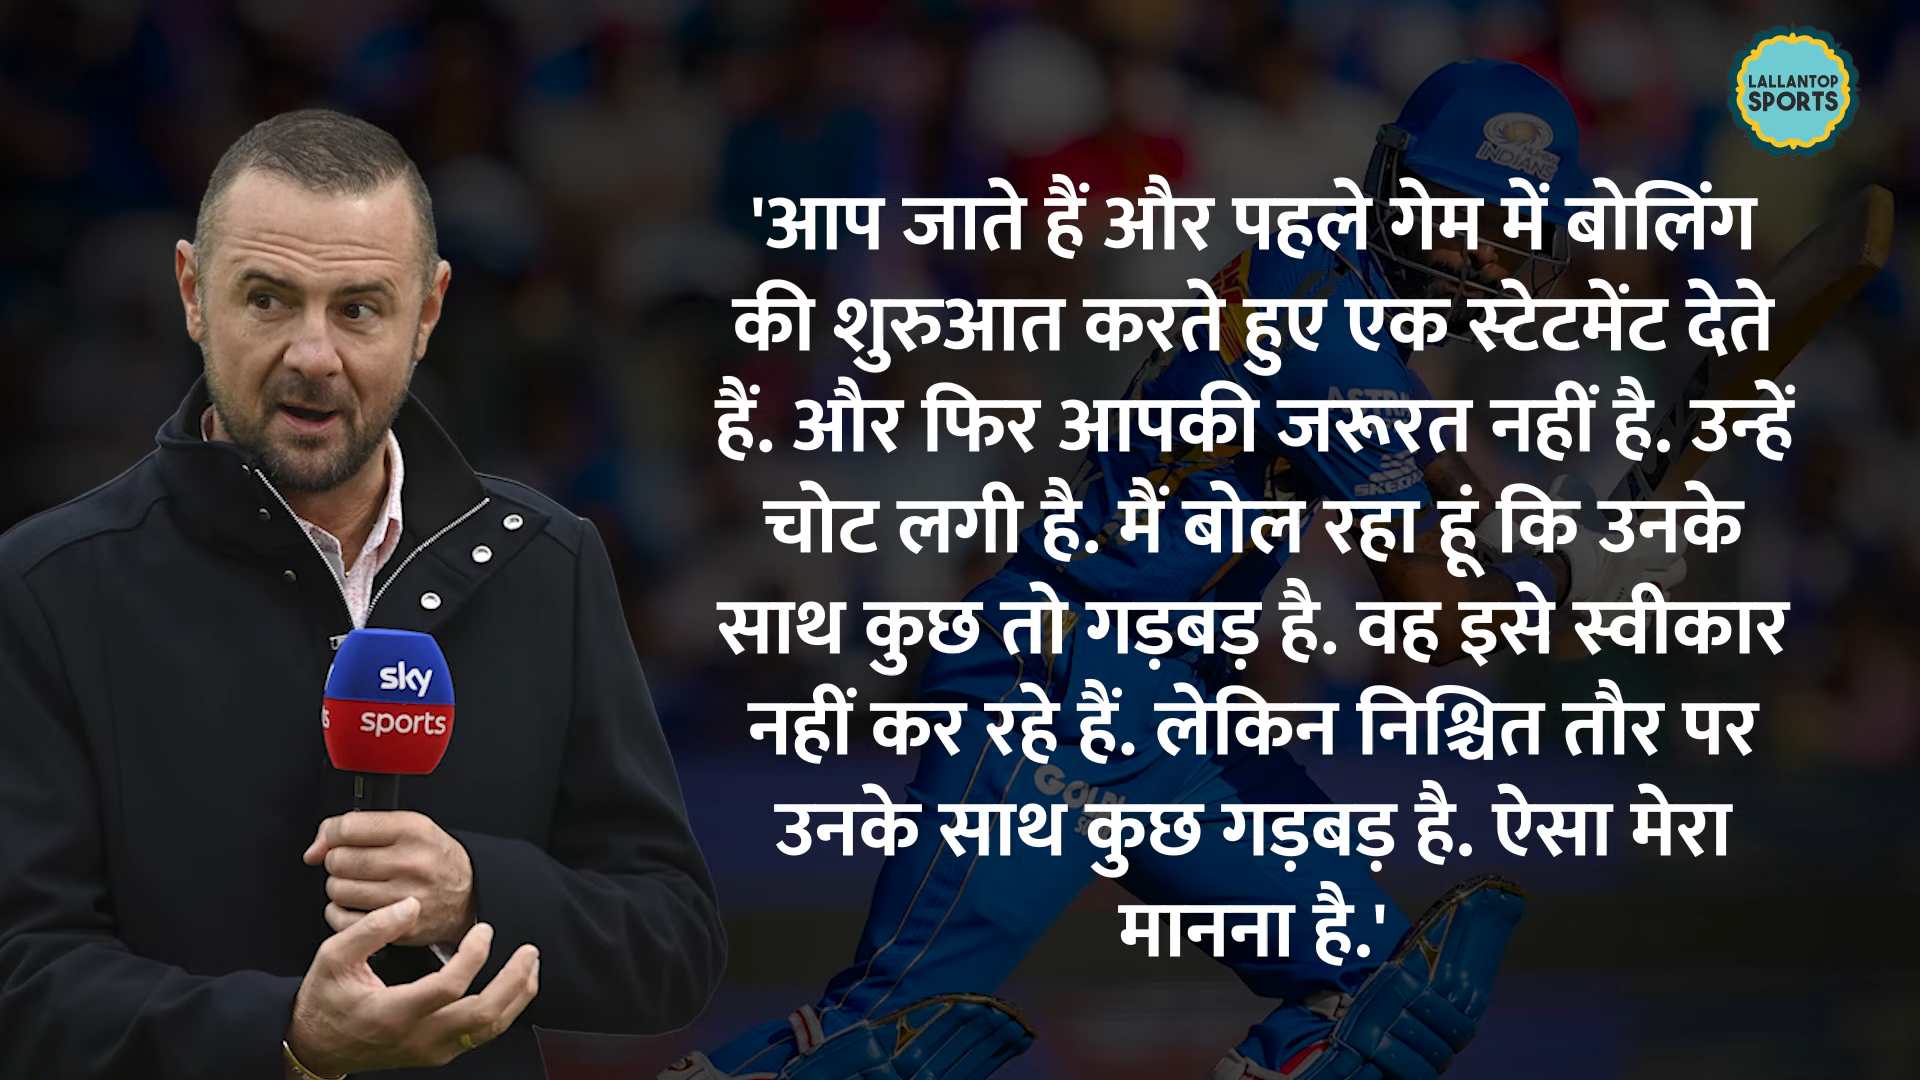 LALLANTOP
SPORTS
'आप जाते हैं और पहले गेम में बोलिंग
की शुरुआत करते हुए एक स्टेटमेंट देते
हैं. और फिर आपकी जरूरत नहीं है. उन्हें
चोट लगी है. मैं बोल रहा हूं कि उनके
साथ कुछ तो गड़बड़ है. वह इसे स्वीकार
नहीं कर रहे हैं. लेकिन निश्चित तौर पर
उनके साथ कुछ गड़बड़ है. ऐसा मेरा
मानना है.'
sky
sports
INDIANS